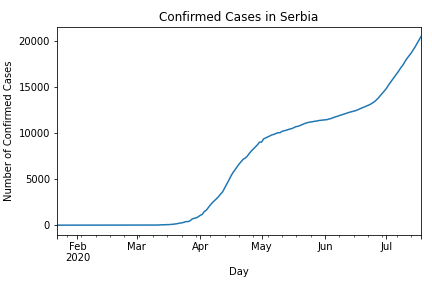 Confirmed Cases in Serbia
Number of Confirmed Cases
20000
15000
10000
5000
0
Feb Mar Apr May Jun Jul
2020
Day